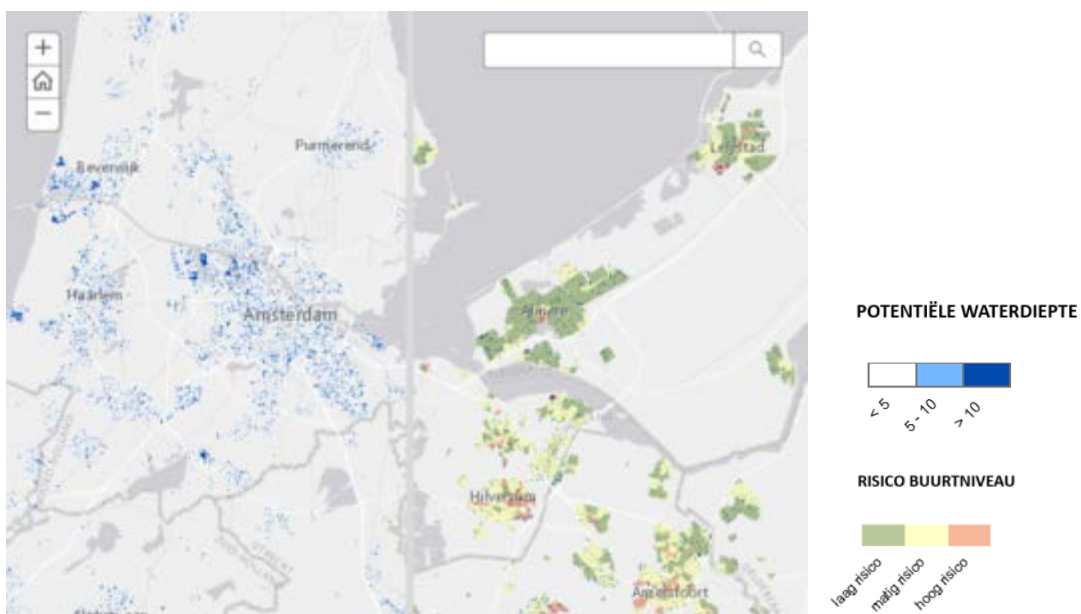 +
−
Purmerend
Beverwijk
Lelystad
Haarlem
Amsterdam
Almere
Hilversum
Amersfoort
UTRECHT
POTENTIËLE WATERDIEPTE
< 5
5 - 10
> 10
RISICO BUURTNIVEAU
laag risico
matig risico
hoog risico